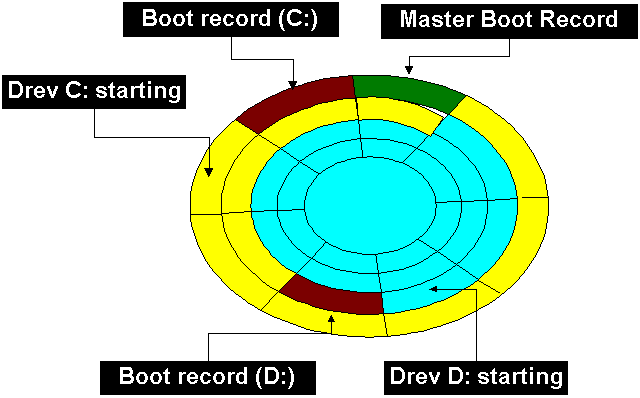 Boot record (C:)
Master Boot Record
Drev C: starting
Boot record (D:)
Drev D: starting